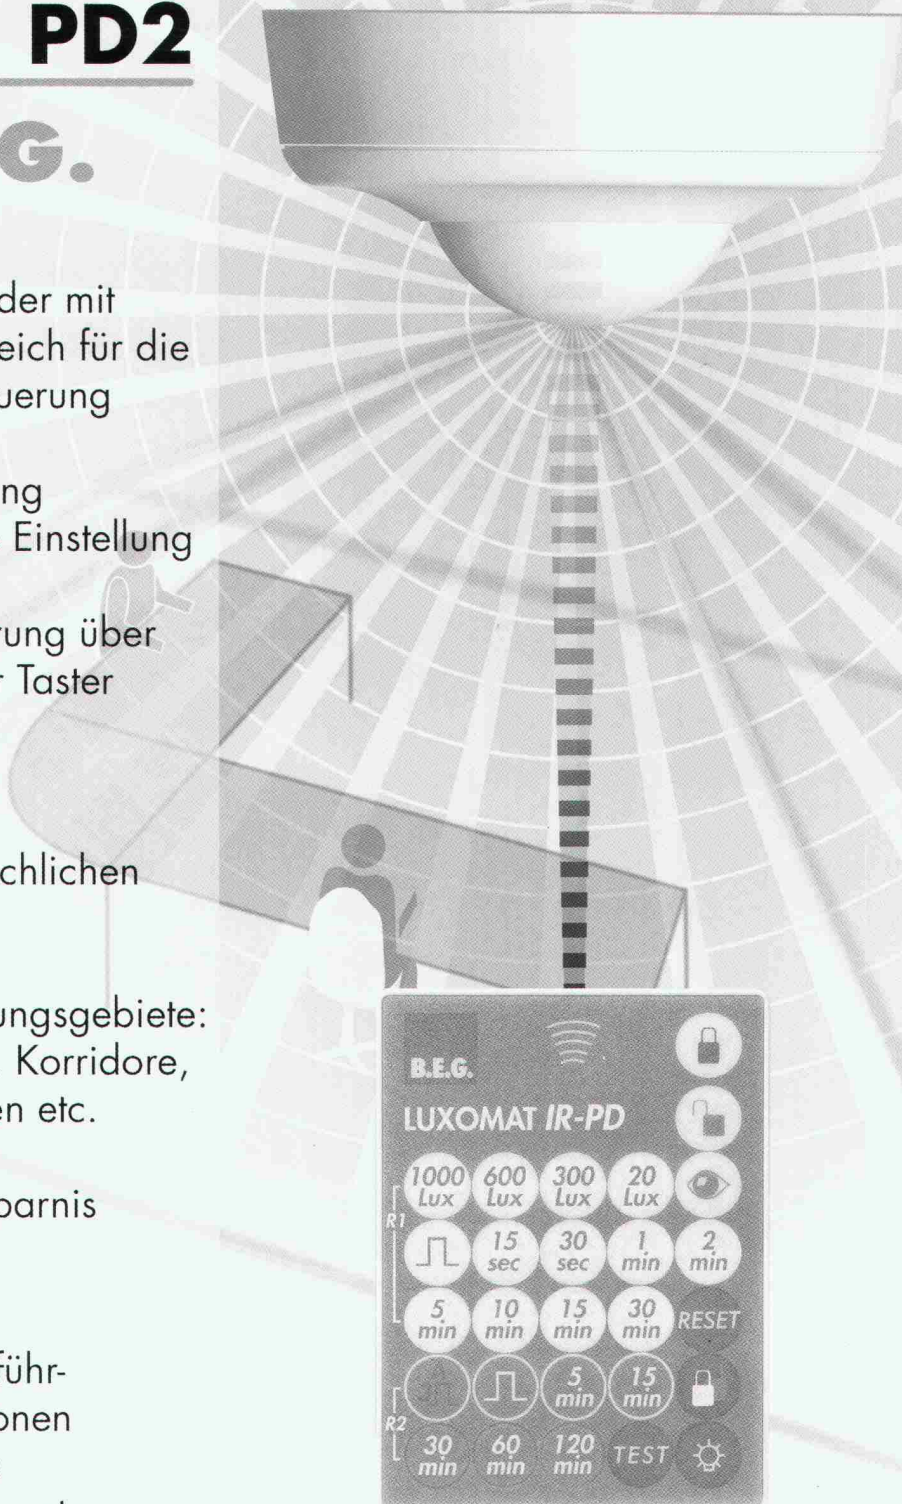 PD2
G.
der mit
eich für die
uerung
ng
Einstellung
rung über
Taster
chlichen
ungsgebiete:
Korridore,
en etc.
parnis
führ-
onen
B.E.G.
LUXOMAT IR-PD
1000 Lux 600 Lux 300 Lux 20 Lux
R1
15 sec 30 sec 1 min 2 min
5 min 10 min 15 min 30 min RESET
5 min 15 min
R2
30 min 60 min 120 min TEST